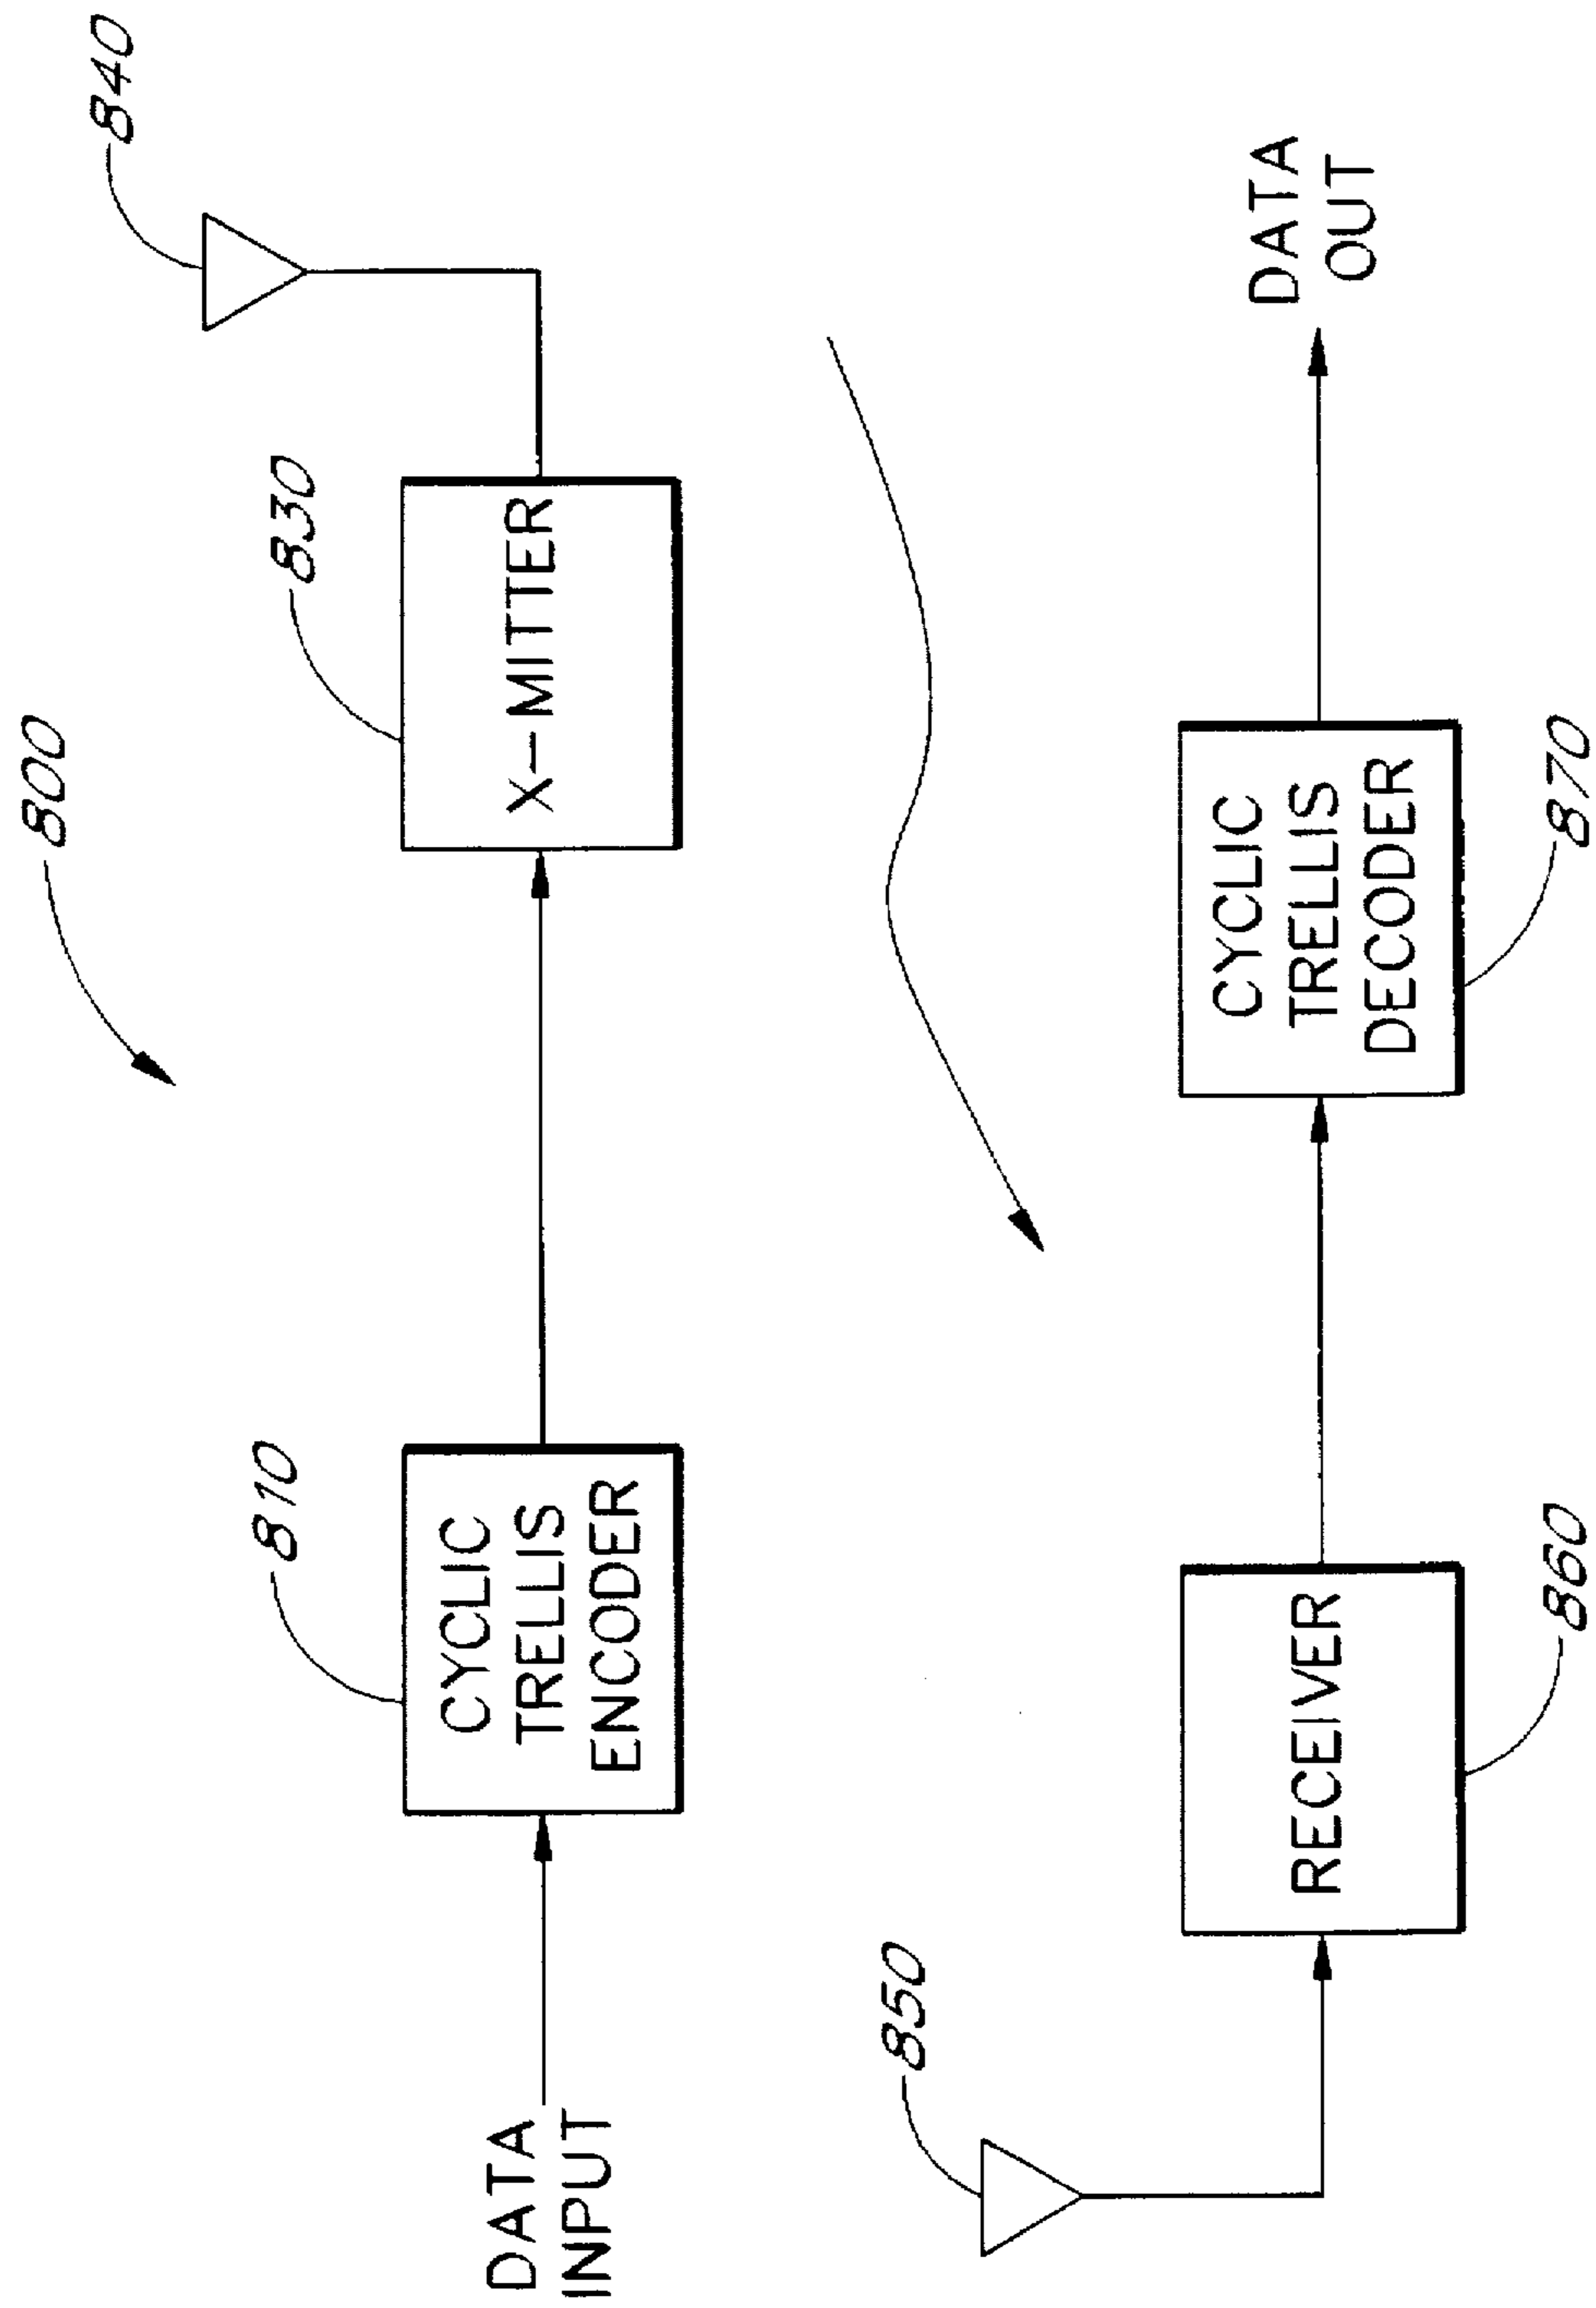 800
840
830
810
DATA
INPUT
CYCLIC
TRELLIS
ENCODER
X-MITTER
850
DATA
OUT
RECEIVER
CYCLIC
TRELLIS
DECODER
860
870